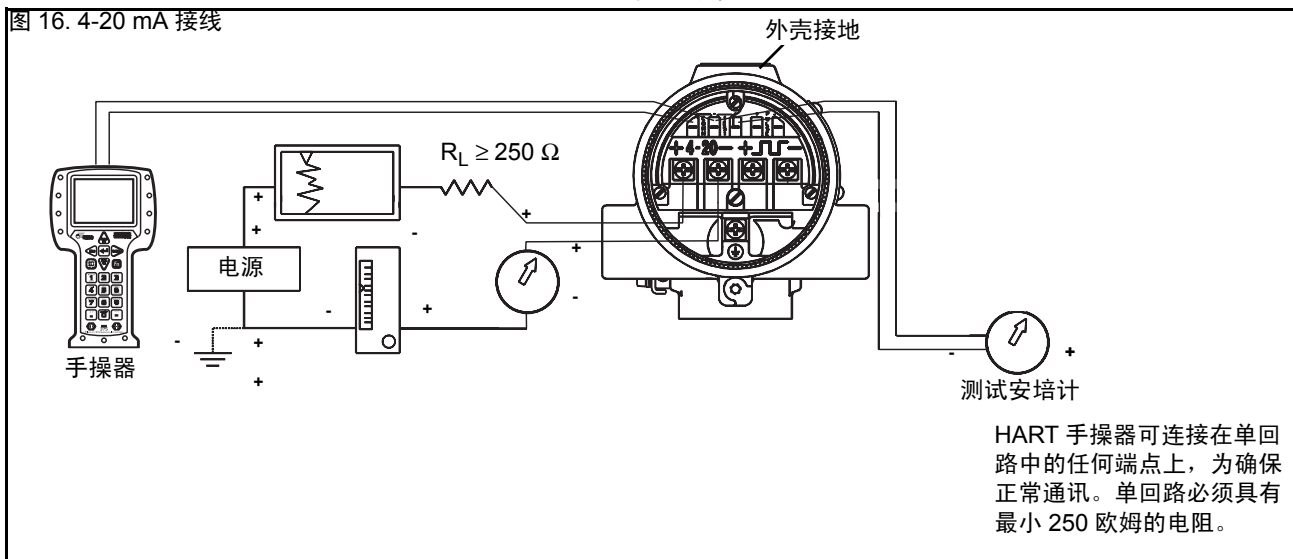 图 16. 4-20 mA 接线
外壳接地
R_L ≥ 250 Ω
+4-20− +−
+
+
-
+
+
电源
-
+
-
-
+
+
手操器
-
+
测试安培计
HART 手操器可连接在单回
路中的任何端点上，为确保
正常通讯。单回路必须具有
最小 250 欧姆的电阻。